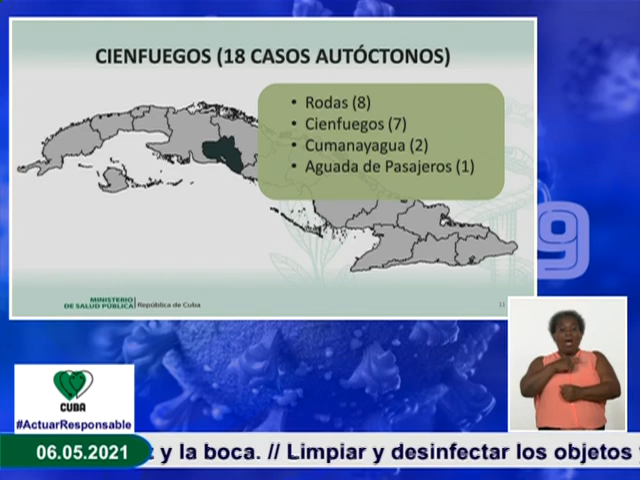 CIENFUEGOS (18 CASOS AUTÓCTONOS)
• Rodas (8)
• Cienfuegos (7)
• Cumanayagua (2)
• Aguada de Pasajeros (1)
9
MINISTERIO
DE SALUD PÚBLICA
República de Cuba
11
CUBA
#ActuarResponsable
06.05.2021
y la boca. // Limpiar y desinfectar los objetos